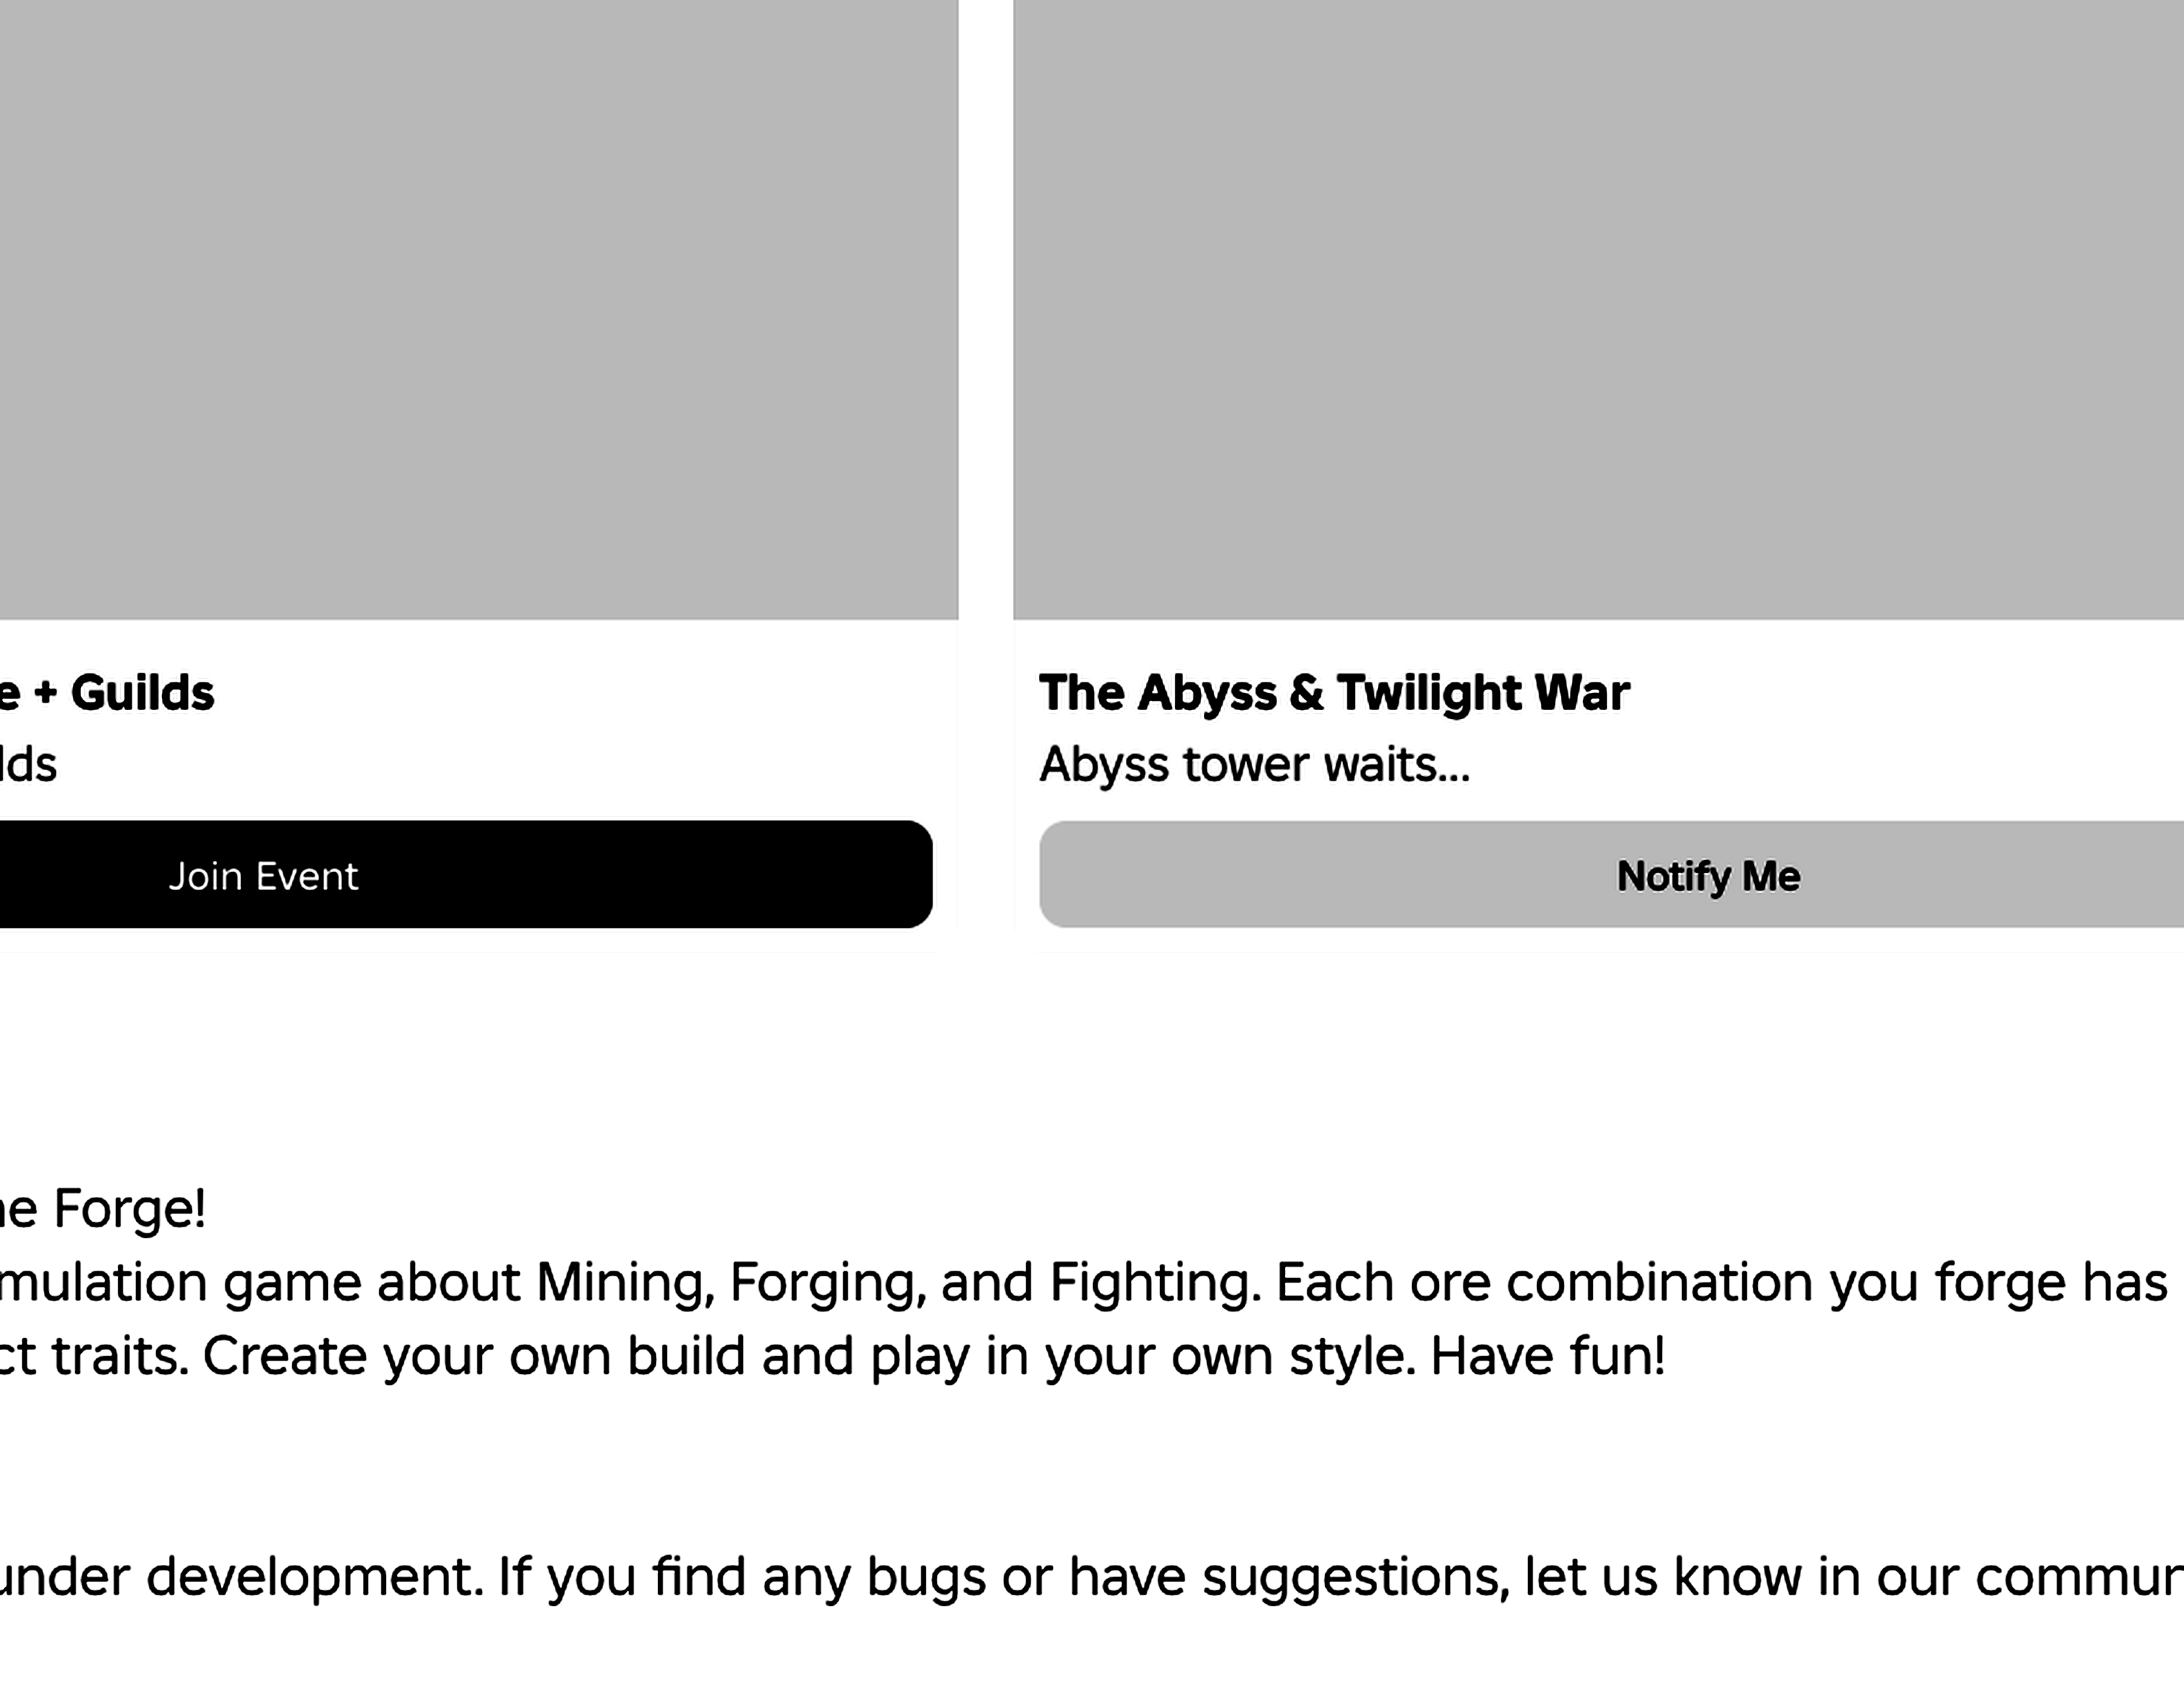 e + Guilds
lds
Join Event
The Abyss & Twilight War
Abyss tower waits...
Notify Me
ne Forge!
mulation game about Mining, Forging, and Fighting. Each ore combination you forge has
ct traits. Create your own build and play in your own style. Have fun!
under development. If you find any bugs or have suggestions, let us know in our commun